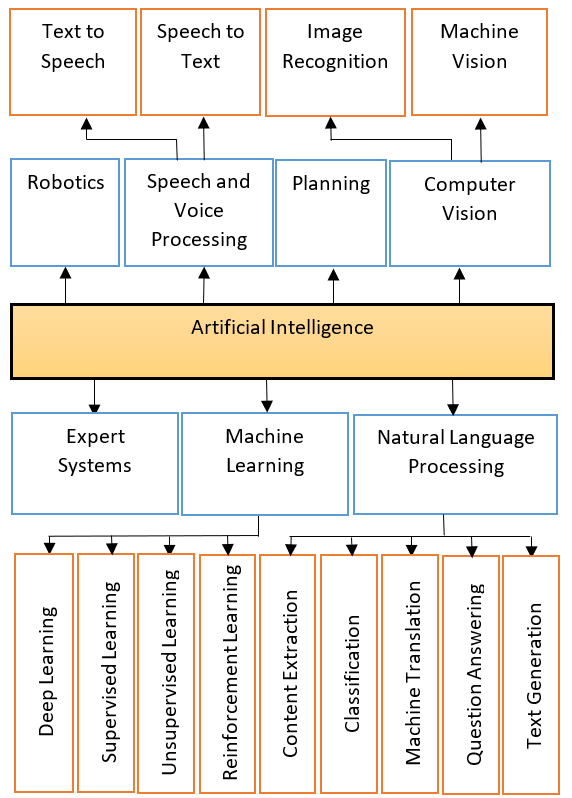 Text to
Speech
Speech to
Text
Image
Recognition
Machine
Vision
Robotics
Speech and
Voice
Processing
Planning
Computer
Vision
Artificial Intelligence
Expert
Systems
Machine
Learning
Natural Language
Processing
Deep Learning
Supervised Learning
Unsupervised Learning
Reinforcement Learning
Content Extraction
Classification
Machine Translation
Question Answering
Text Generation